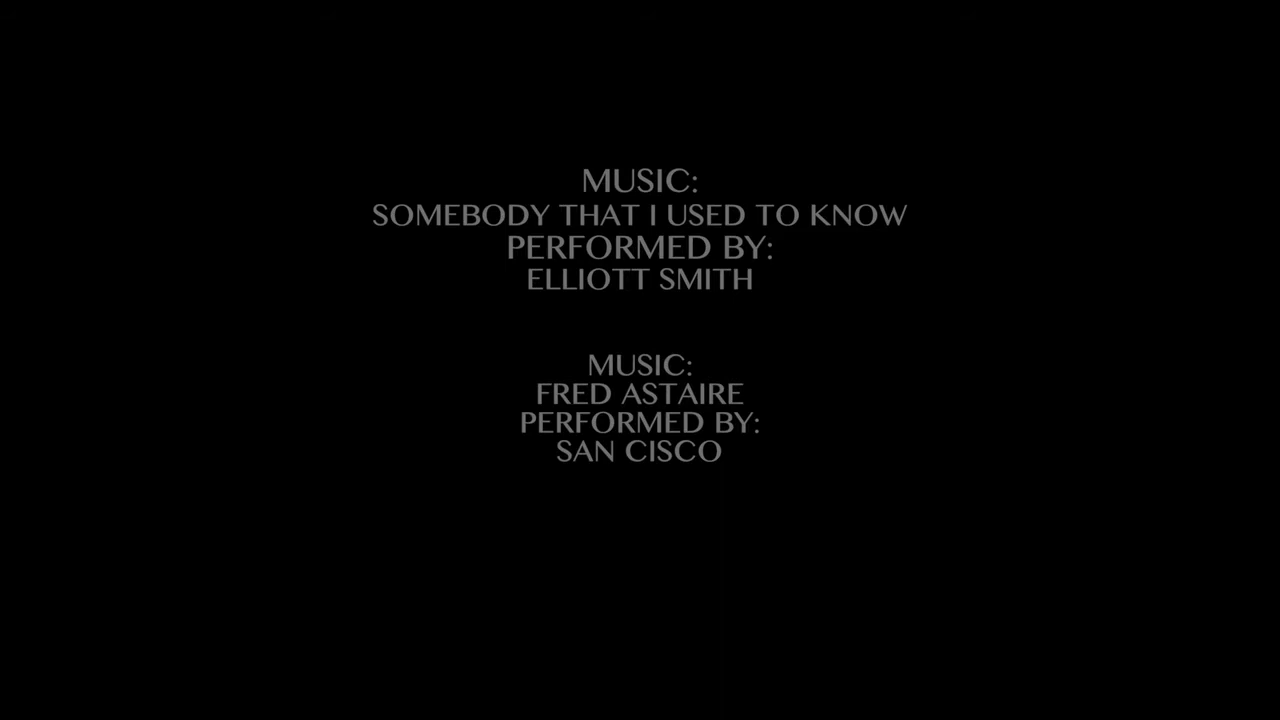 MUSIC:
SOMEBODY THAT I USED TO KNOW
PERFORMED BY:
ELLIOTT SMITH
MUSIC:
FRED ASTAIRE
PERFORMED BY:
SAN CISCO